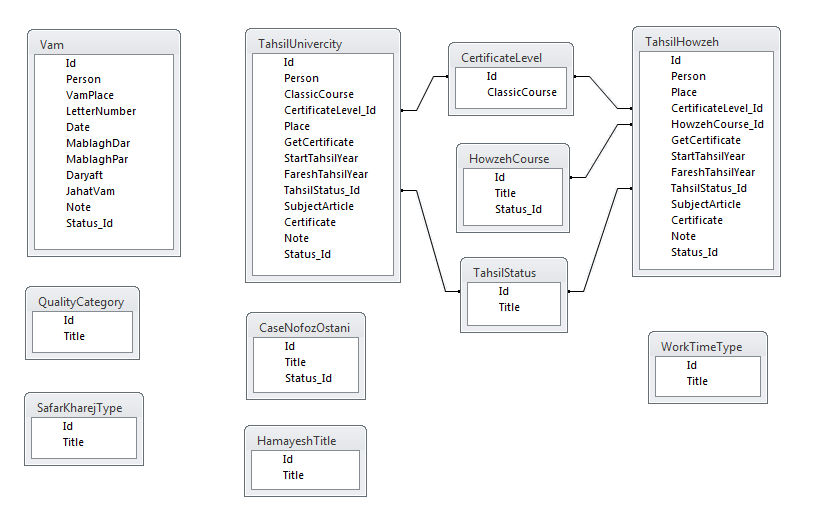 Vam
Id
Person
VamPlace
LetterNumber
Date
MablaghDar
MablaghPar
Daryaft
JahatVam
Note
Status_Id
TahsilUnivercity
Id
Person
ClassicCourse
CertificateLevel_Id
Place
GetCertificate
StartTahsilYear
FareshTahsilYear
TahsilStatus_Id
SubjectArticle
Certificate
Note
Status_Id
CertificateLevel
Id
ClassicCourse
HowzehCourse
Id
Title
Status_Id
TahsilStatus
Id
Title
TahsilHowzeh
Id
Person
Place
CertificateLevel_Id
HowzehCourse_Id
GetCertificate
StartTahsilYear
FareshTahsilYear
TahsilStatus_Id
SubjectArticle
Certificate
Note
Status_Id
QualityCategory
Id
Title
CaseNofozOstani
Id
Title
Status_Id
WorkTimeType
Id
Title
SafarKharejType
Id
Title
HamayeshTitle
Id
Title